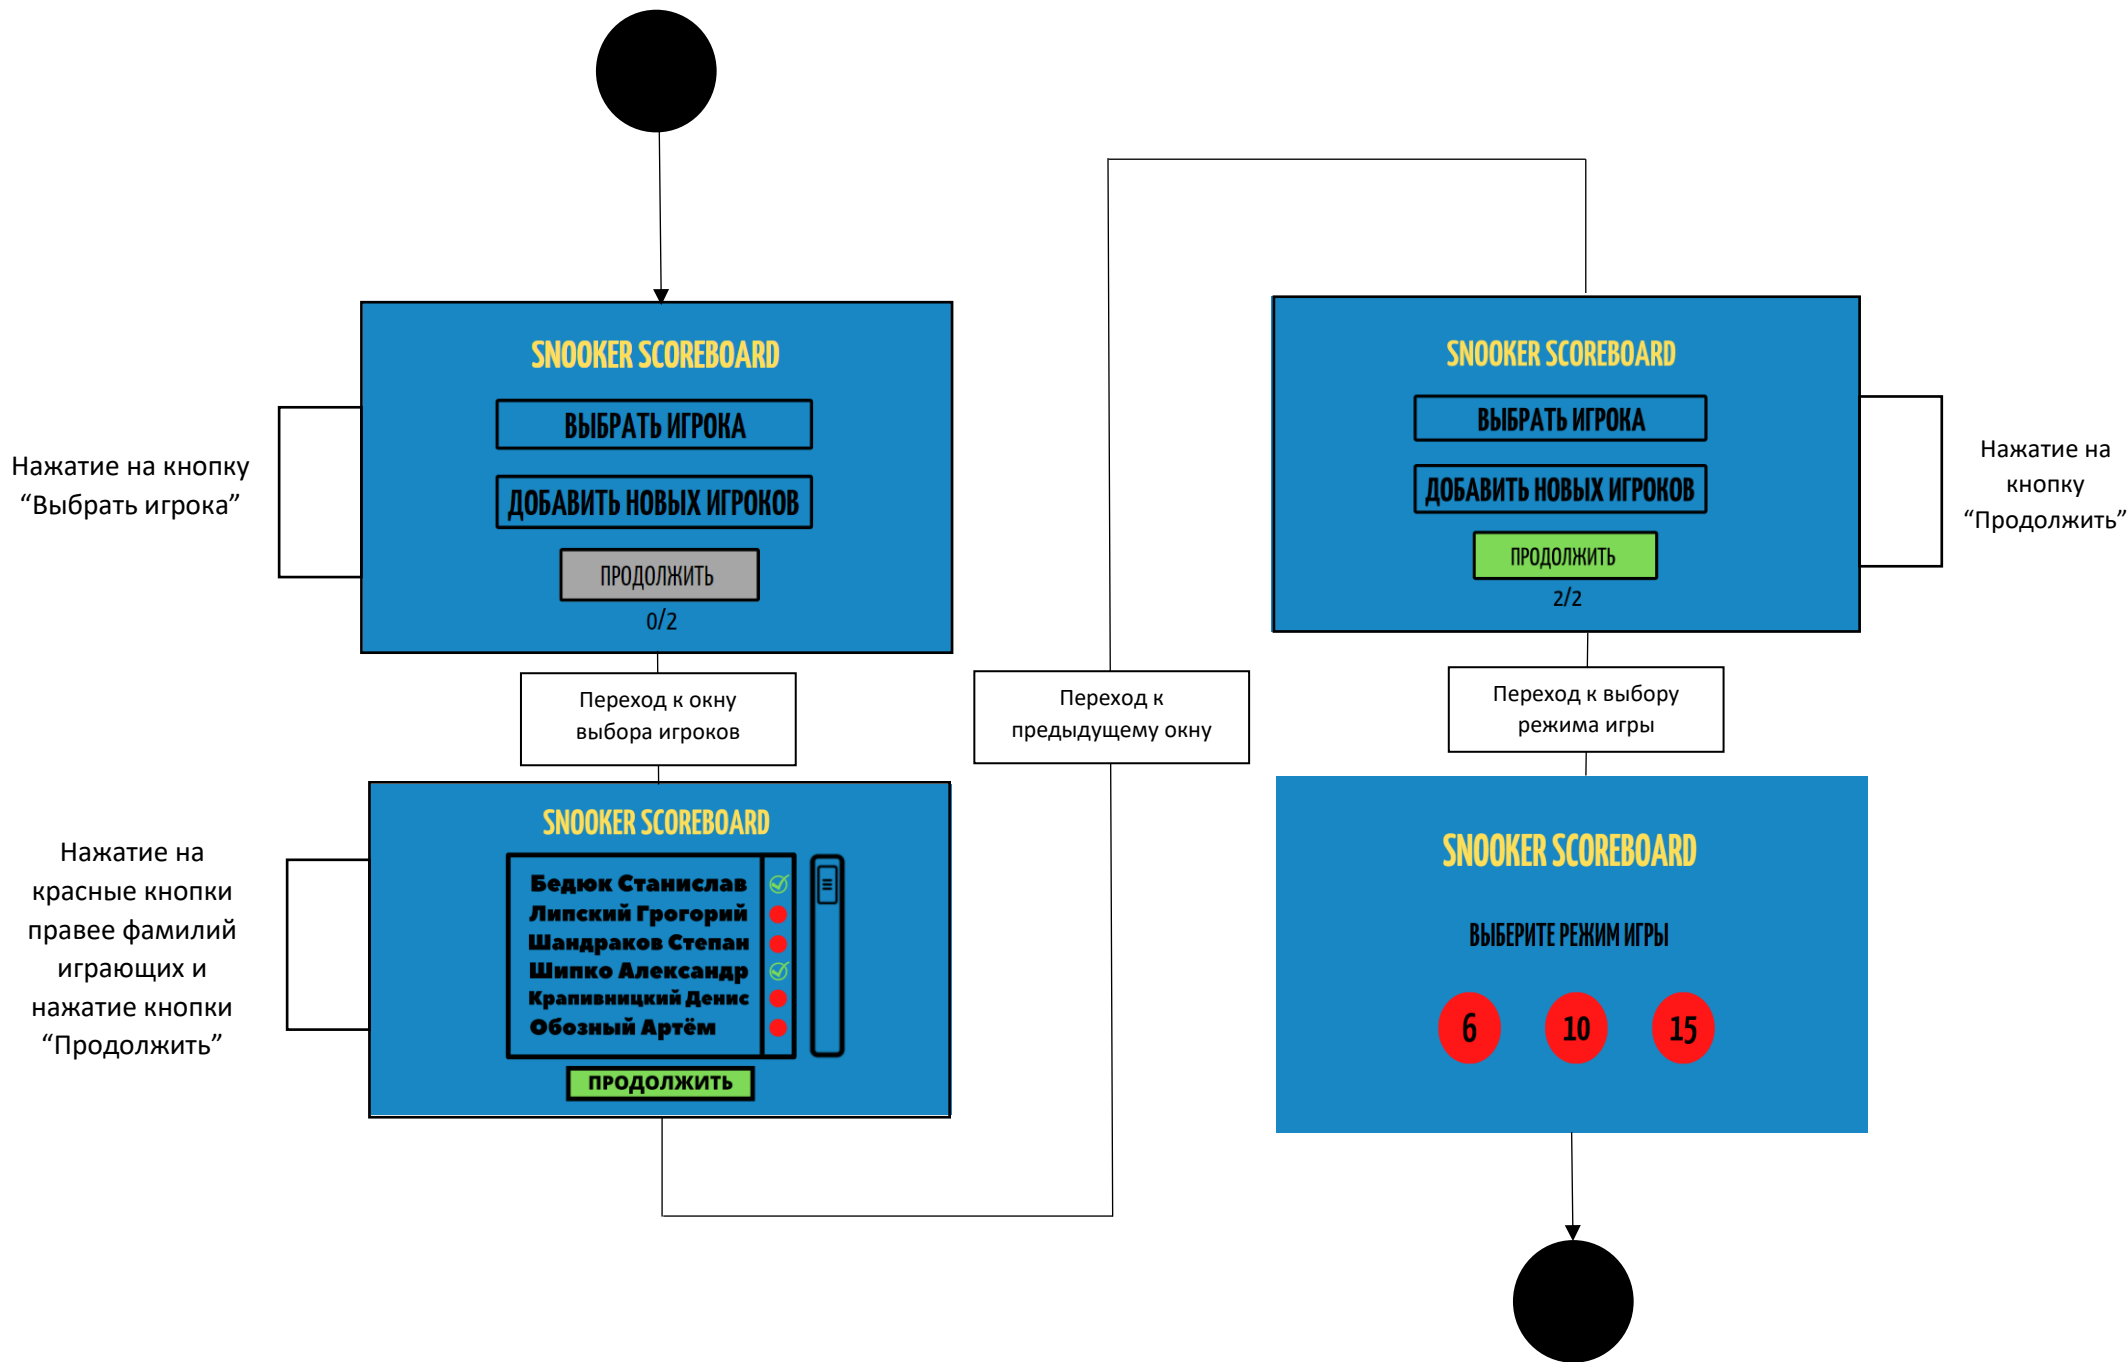 SNOOKER SCOREBOARD
ВЫБРАТЬ ИГРОКА
ДОБАВИТЬ НОВЫХ ИГРОКОВ
ПРОДОЛЖИТЬ
0/2
Нажатие на кнопку
“Выбрать игрока”
Переход к окну
выбора игроков
SNOOKER SCOREBOARD
Бедюк Станислав
Липский Грогорий
Шандраков Степан
Шипко Александр
Крапивницкий Денис
Обозный Артём
ПРОДОЛЖИТЬ
Нажатие на
красные кнопки
правее фамилий
играющих и
нажатие кнопки
“Продолжить”
Переход к
предыдущему окну
SNOOKER SCOREBOARD
ВЫБРАТЬ ИГРОКА
ДОБАВИТЬ НОВЫХ ИГРОКОВ
ПРОДОЛЖИТЬ
2/2
Нажатие на
кнопку
“Продолжить”
Переход к выбору
режима игры
SNOOKER SCOREBOARD
ВЫБЕРИТЕ РЕЖИМ ИГРЫ
6 10 15